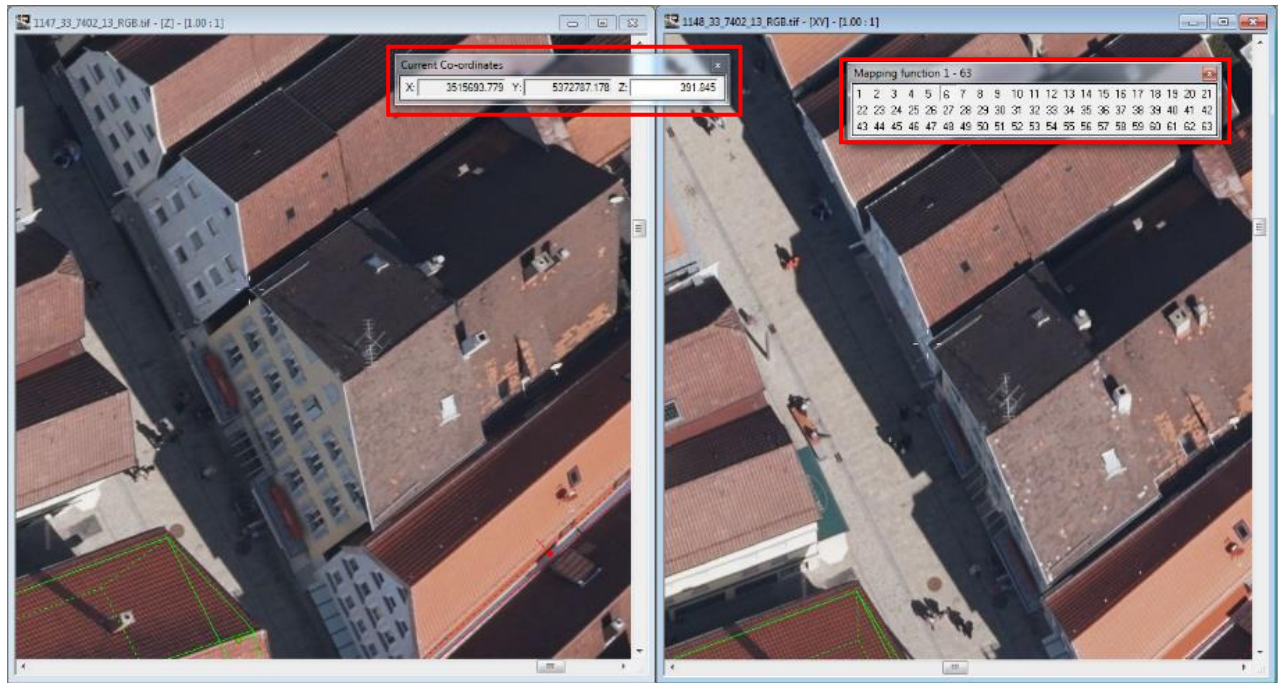 1147_33_7402_13_RGB.tif - [Z] - [1.00 : 1]
1148_33_7402_13_RGB.tif - [XY] - [1.00 : 1]
Current Co-ordinates
X: 3515693.779 Y: 5372787.178 Z: 391.845
Mapping function 1 - 63
1 2 3 4 5 6 7 8 9 10 11 12 13 14 15 16 17 18 19 20 21
22 23 24 25 26 27 28 29 30 31 32 33 34 35 36 37 38 39 40 41 42
43 44 45 46 47 48 49 50 51 52 53 54 55 56 57 58 59 60 61 62 63